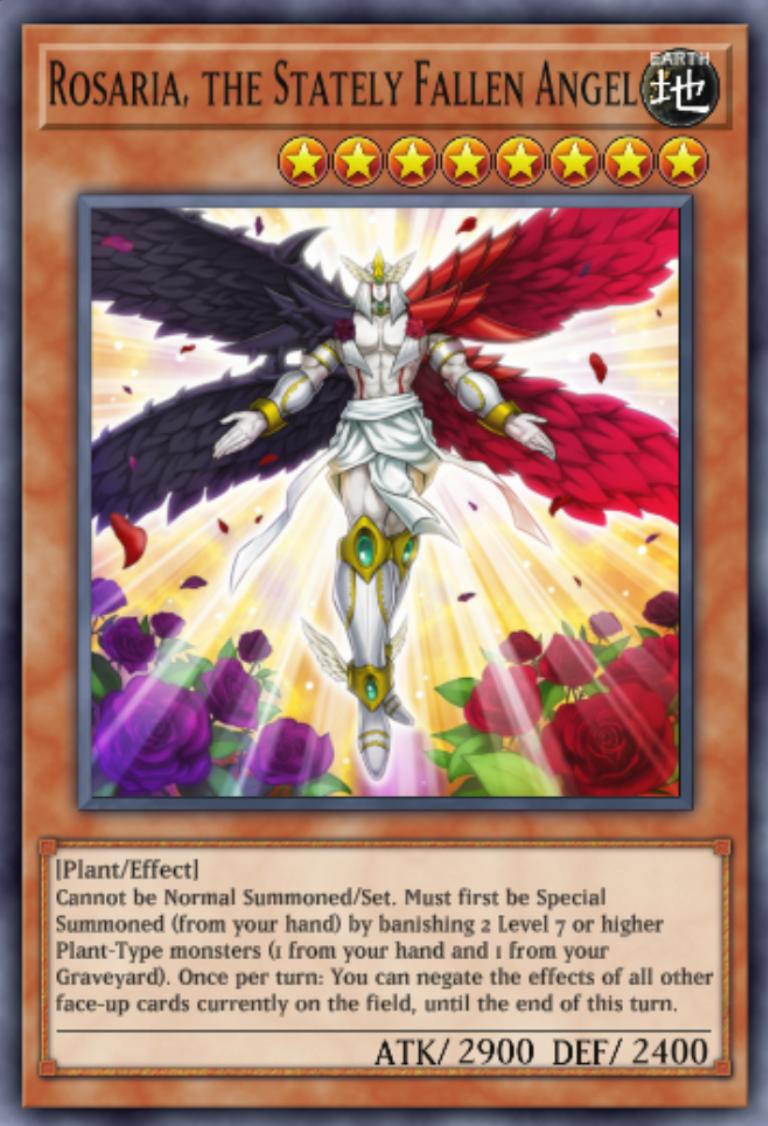 ROSARIA, THE STATELY FALLEN ANGEL
EARTH
地
[Plant/Effect]
Cannot be Normal Summoned/Set. Must first be Special
Summoned (from your hand) by banishing 2 Level 7 or higher
Plant-Type monsters (1 from your hand and 1 from your
Graveyard). Once per turn: You can negate the effects of all other
face-up cards currently on the field, until the end of this turn.
ATK/ 2900 DEF/ 2400